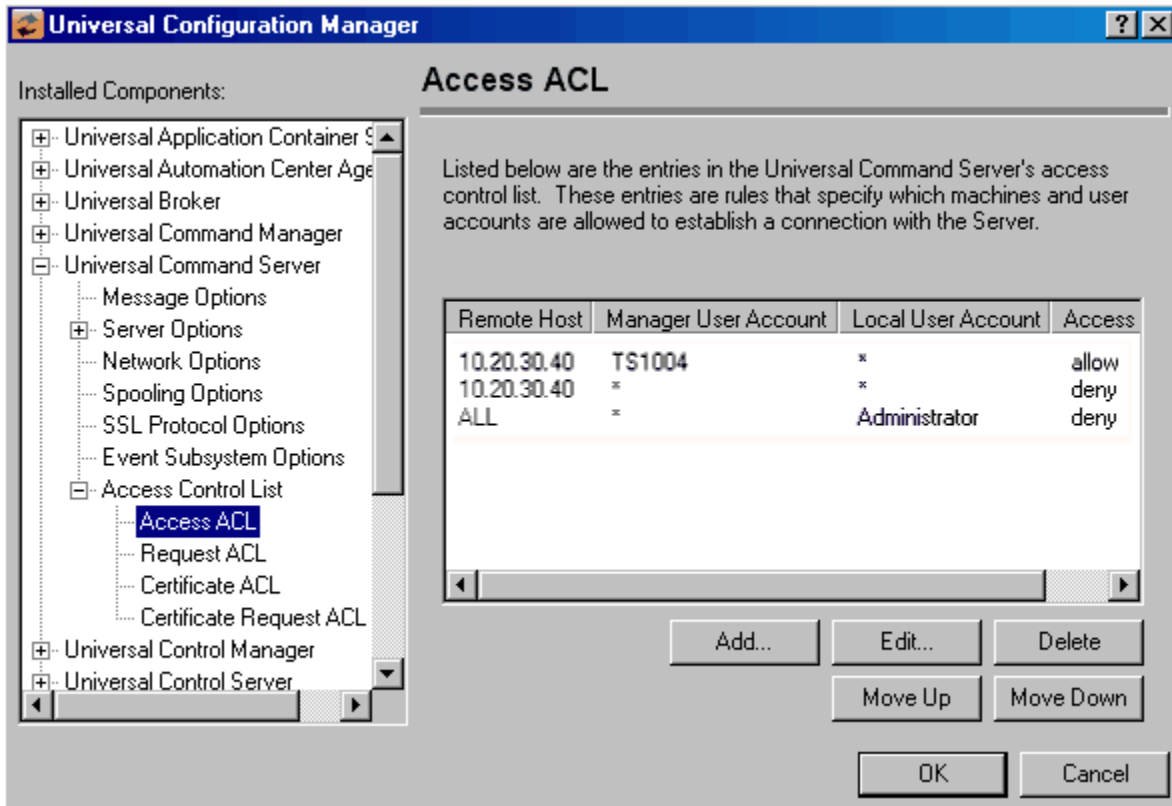 Universal Configuration Manager
Installed Components:
Universal Application Container S
Universal Automation Center Age
Universal Broker
Universal Command Manager
Universal Command Server
Message Options
Server Options
Network Options
Spooling Options
SSL Protocol Options
Event Subsystem Options
Access Control List
Access ACL
Request ACL
Certificate ACL
Certificate Request ACL
Universal Control Manager
Universal Control Server
Access ACL
Listed below are the entries in the Universal Command Server's access
control list.  These entries are rules that specify which machines and user
accounts are allowed to establish a connection with the Server.
Remote Host Manager User Account Local User Account Access
10.20.30.40 TS1004 * allow
10.20.30.40 * * deny
ALL * Administrator deny
Add... Edit... Delete
Move Up Move Down
OK Cancel